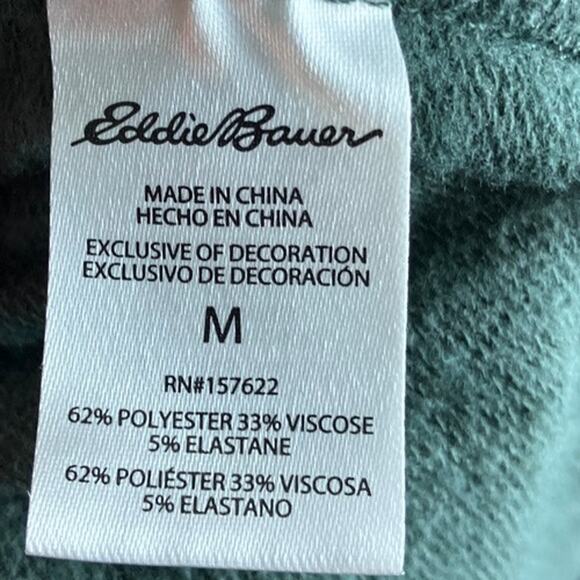 Eddie Bauer
MADE IN CHINA
HECHO EN CHINA
EXCLUSIVE OF DECORATION
EXCLUSIVO DE DECORACIÓN
M
RN#157622
62% POLYESTER 33% VISCOSE
5% ELASTANE
62% POLIÉSTER 33% VISCOSA
5% ELASTANO